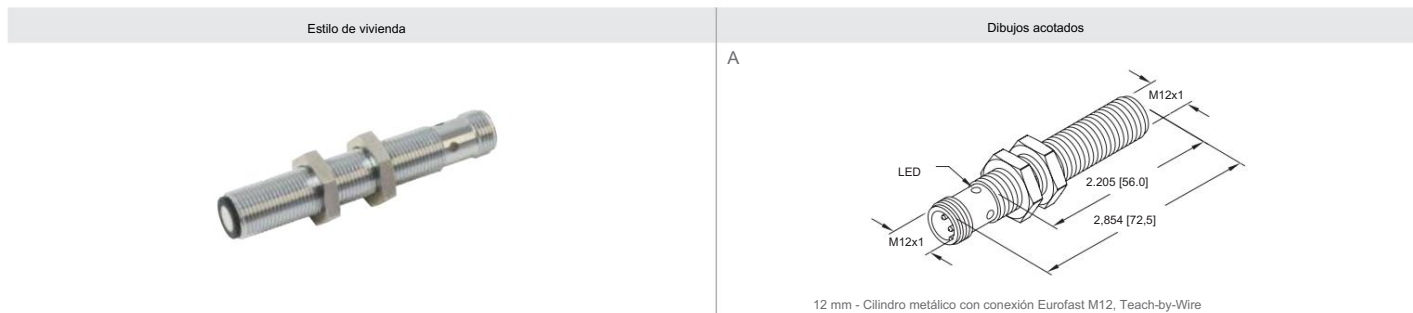 Estilo de vivienda
Dibujos acotados
A
M12x1
LED
2.205 [56.0]
2,854 [72,5]
M12x1
12 mm - Cilindro metálico con conexión Eurofast M12, Teach-by-Wire